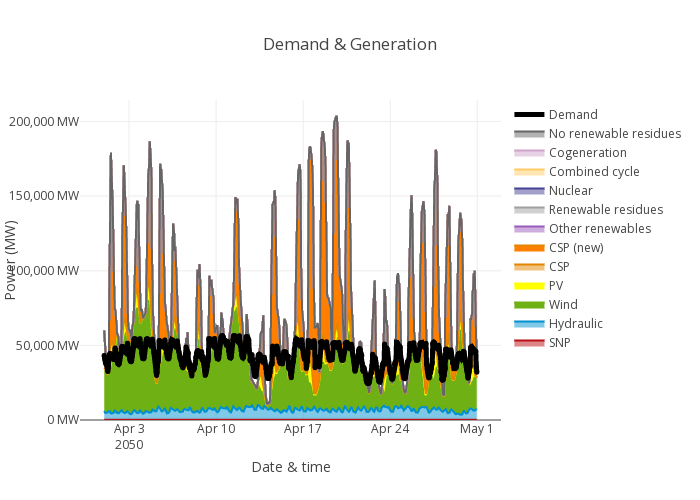 Demand & Generation
200,000 MW
150,000 MW
100,000 MW
50,000 MW
0 MW
Power (MW)
Apr 3
2050
Apr 10
Apr 17
Apr 24
May 1
Date & time
Demand
No renewable residues
Cogeneration
Combined cycle
Nuclear
Renewable residues
Other renewables
CSP (new)
CSP
PV
Wind
Hydraulic
SNP